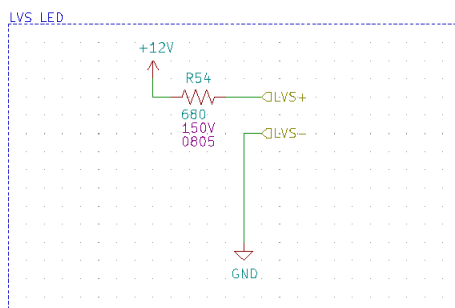 LVS LED
+12V
R54
LVS+
680
LVS-
150V
0805
GND